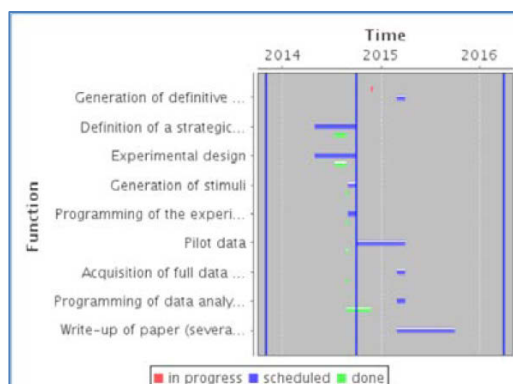 Time
2014 2015 2016
Function
Generation of definitive ...
Definition of a strategic...
Experimental design
Generation of stimuli
Programming of the experi...
Pilot data
Acquisition of full data ...
Programming of data analy...
Write-up of paper (severa...
in progress scheduled done